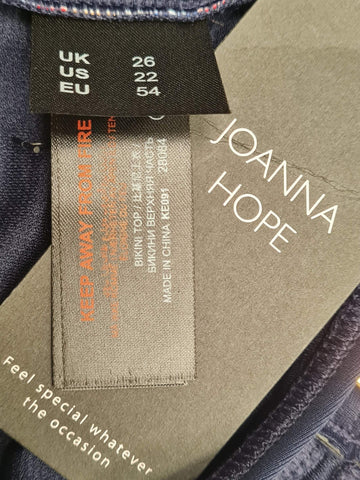 UK 26
US 22
EU 54
KEEP AWAY FROM FIRE
BIKINI TOP /
БИКИНИ ВЕРХНЯЯ ЧАСТЬ
MADE IN CHINA KE091
28084
JOANNA
HOPE
Feel special whatever
the occasion